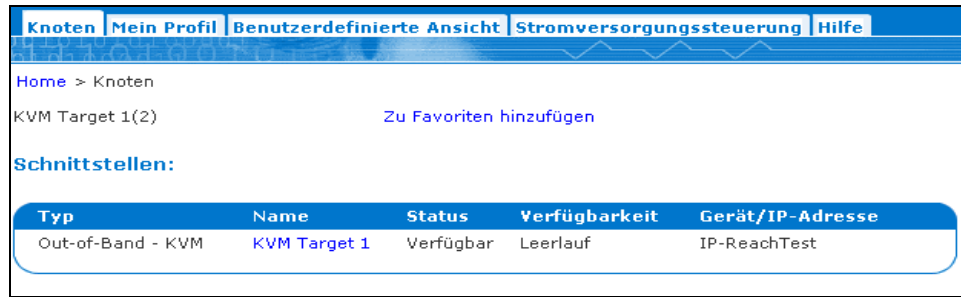 Knoten Mein Profil Benutzerdefinierte Ansicht Stromversorgungssteuerung Hilfe
Home > Knoten
KVM Target 1(2) Zu Favoriten hinzufügen
Schnittstellen:
Typ Name Status Verfügbarkeit Gerät/IP-Adresse
Out-of-Band - KVM KVM Target 1 Verfügbar Leerlauf IP-ReachTest